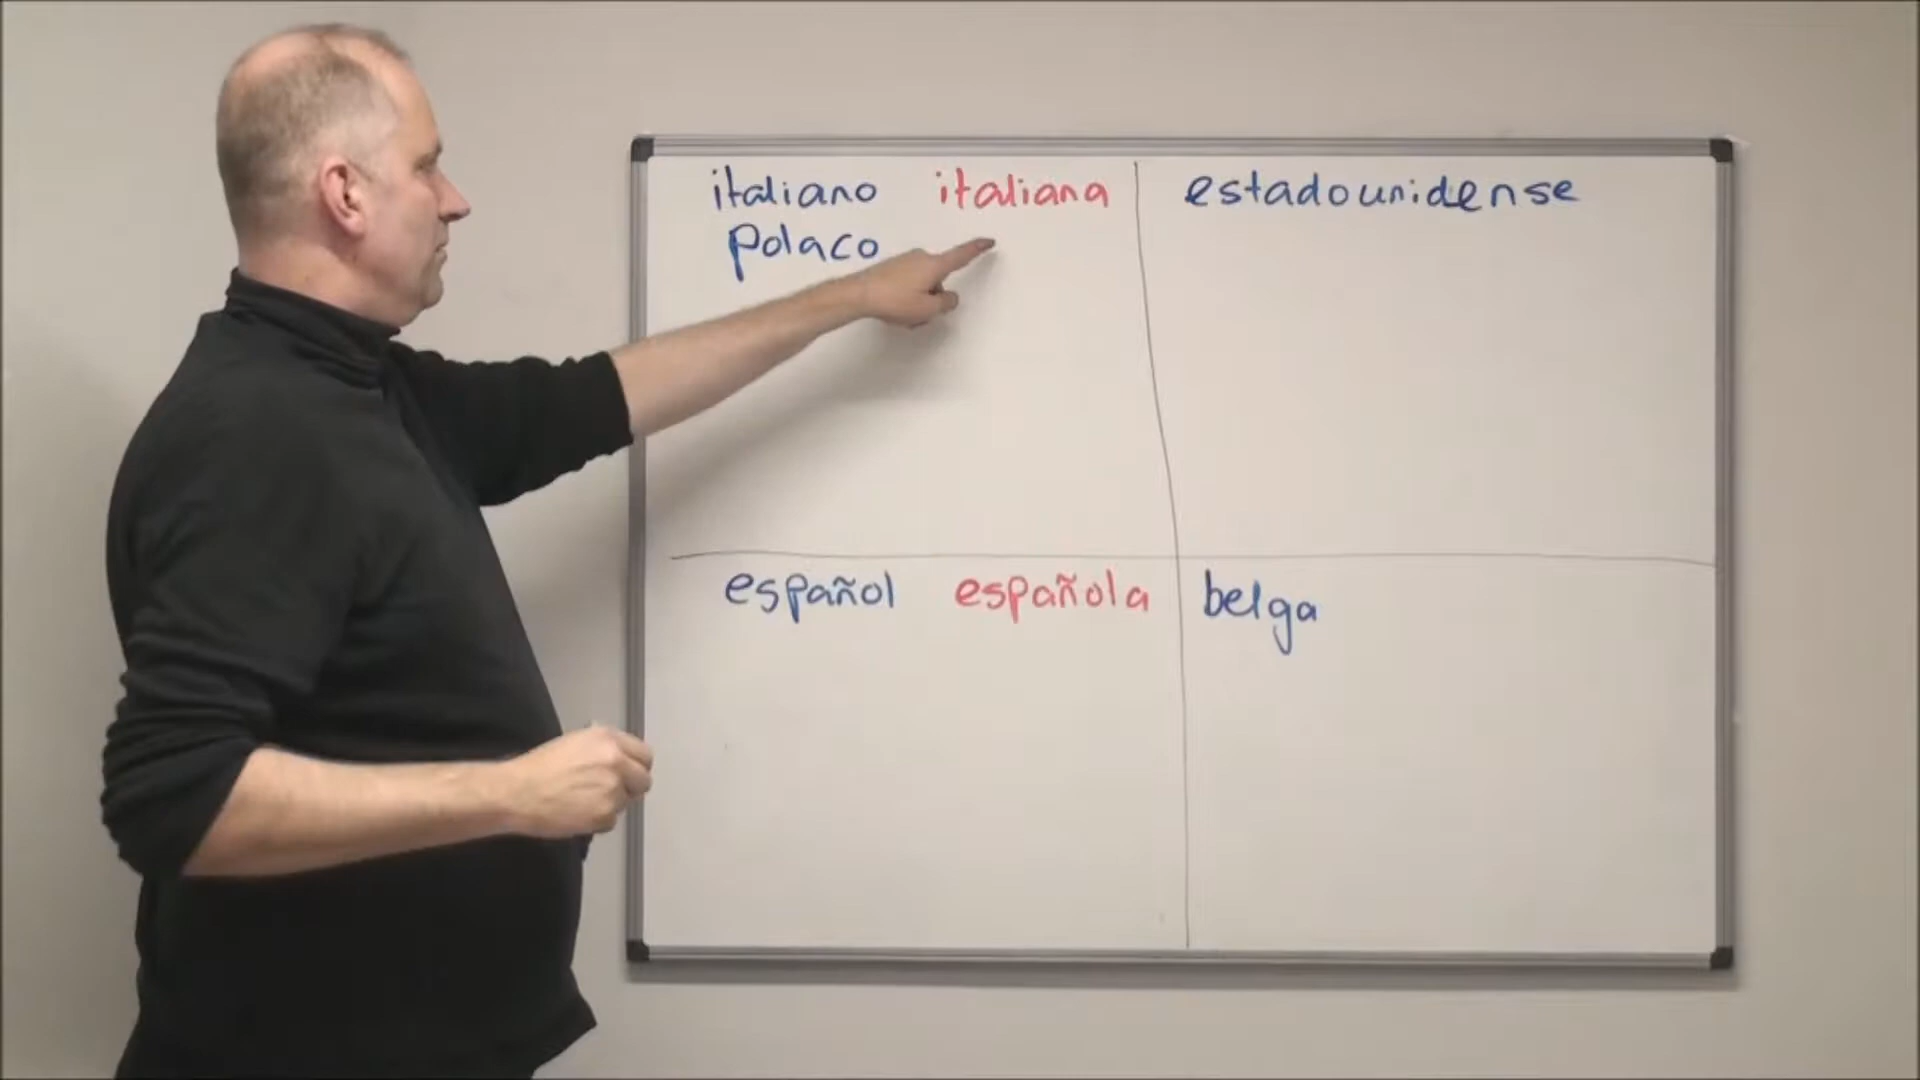 italiano italiana
polaco
estadounidense
español española
belga